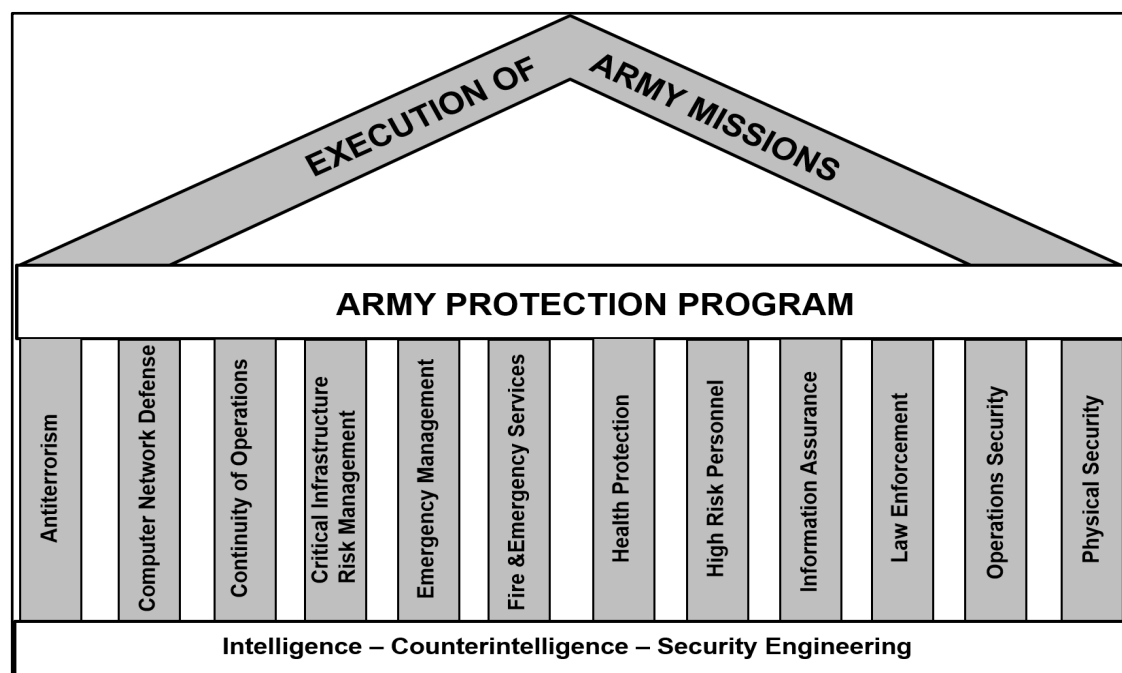 EXECUTION OF
ARMY MISSIONS
ARMY PROTECTION PROGRAM
Antiterrorism
Computer Network Defense
Continuity of Operations
Critical Infrastructure
Risk Management
Emergency Management
Fire &Emergency Services
Health Protection
High Risk Personnel
Information Assurance
Law Enforcement
Operations Security
Physical Security
Intelligence – Counterintelligence – Security Engineering